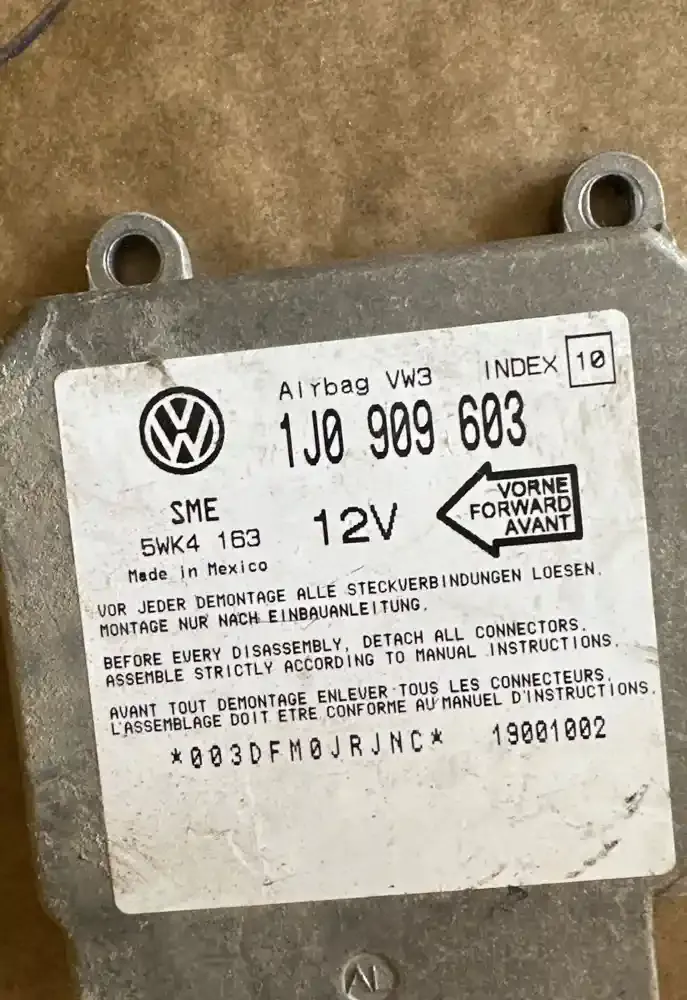 Airbag VW3 INDEX 10
1J0 909 603
SME
5WK4 163
12V
VORNE
FORWARD
AVANT
Made in Mexico
VOR JEDER DEMONTAGE ALLE STECKVERBINDUNGEN LOESEN.
MONTAGE NUR NACH EINBAUANLEITUNG.
BEFORE EVERY DISASSEMBLY, DETACH ALL CONNECTORS.
ASSEMBLE STRICTLY ACCORDING TO MANUAL INSTRUCTIONS.
AVANT TOUT DEMONTAGE ENLEVER TOUS LES CONNECTEURS.
L'ASSEMBLAGE DOIT ETRE CONFORME AU MANUEL D'INSTRUCTIONS.
*003DFM0JRJNC* 19001002
AL